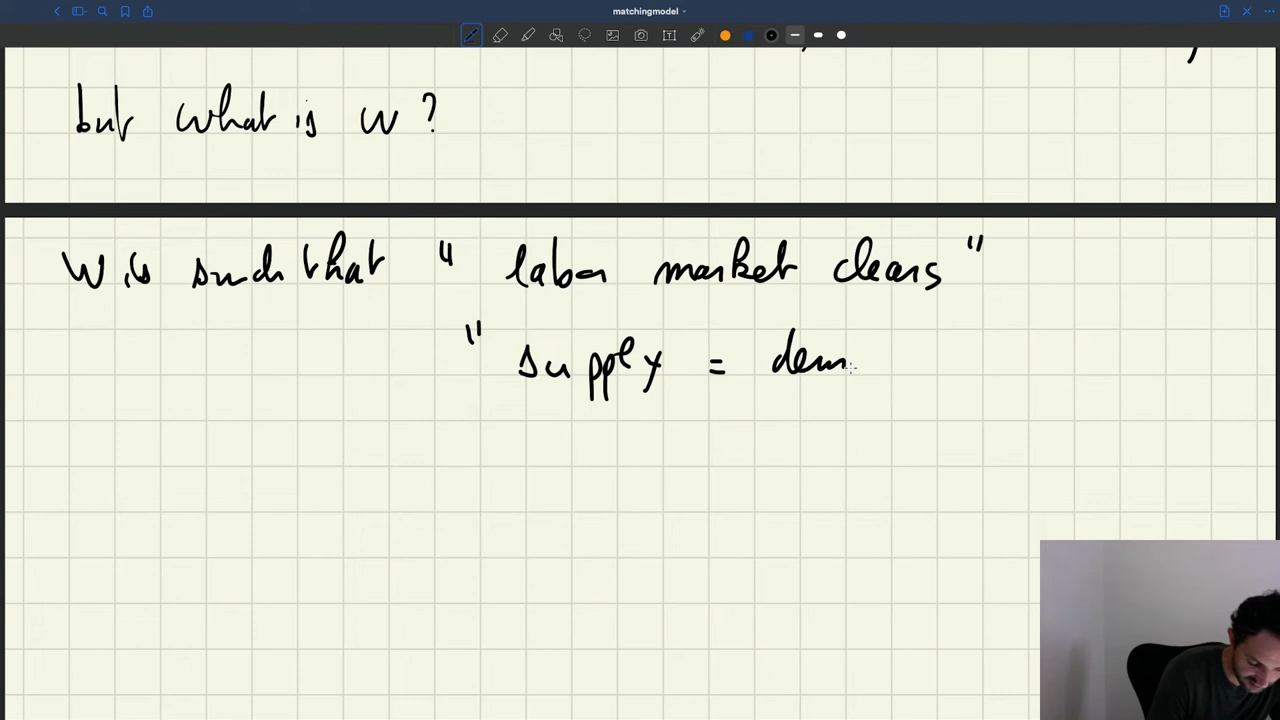 matchingmodel
but what is w?
W is such that " labor market clears "
" supply = dem